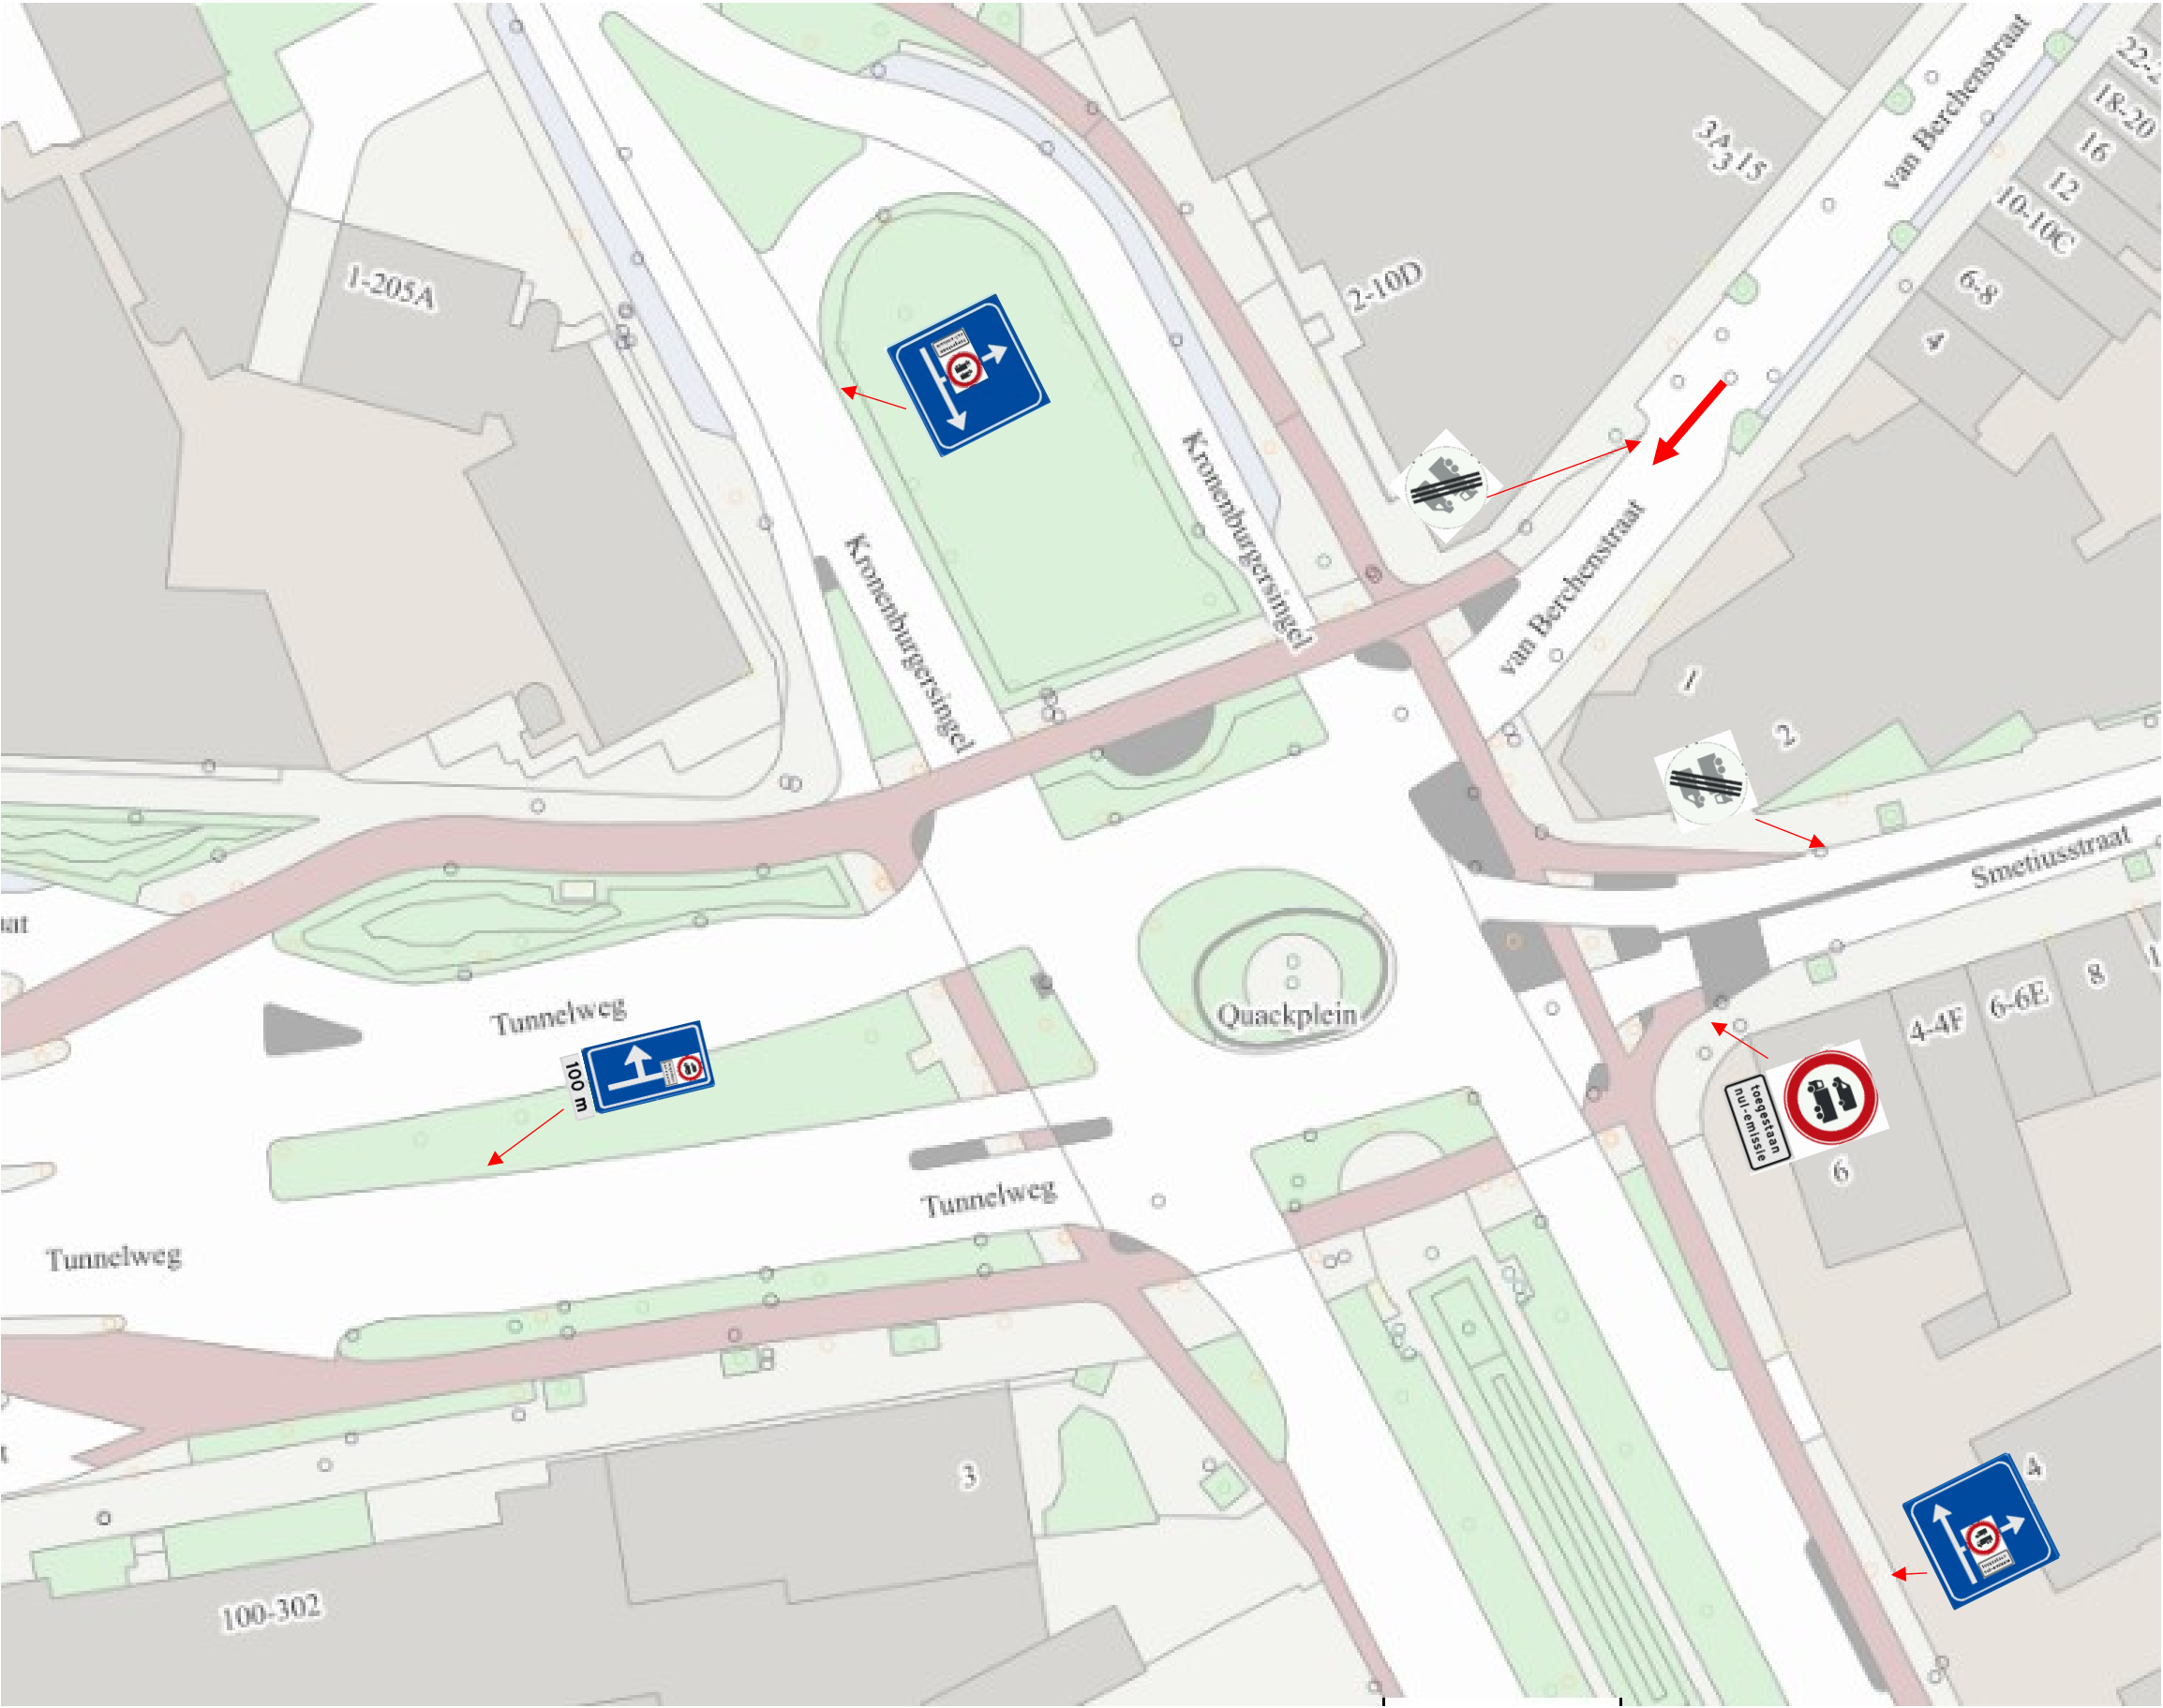 van Berchenstraat
22-2
18-20
16
12
10-10C
6-8
4
3A-15
3
2-10D
1-205A
Kronenburgersingel
Kronenburgersingel
van Berchenstraat
1
2
Smetiusstraat
aat
Quackplein
Tunnelweg
100 m
4-4F
6-6E
8
toegestaan
nul-emissie
6
Tunnelweg
Tunnelweg
3
4
100-302